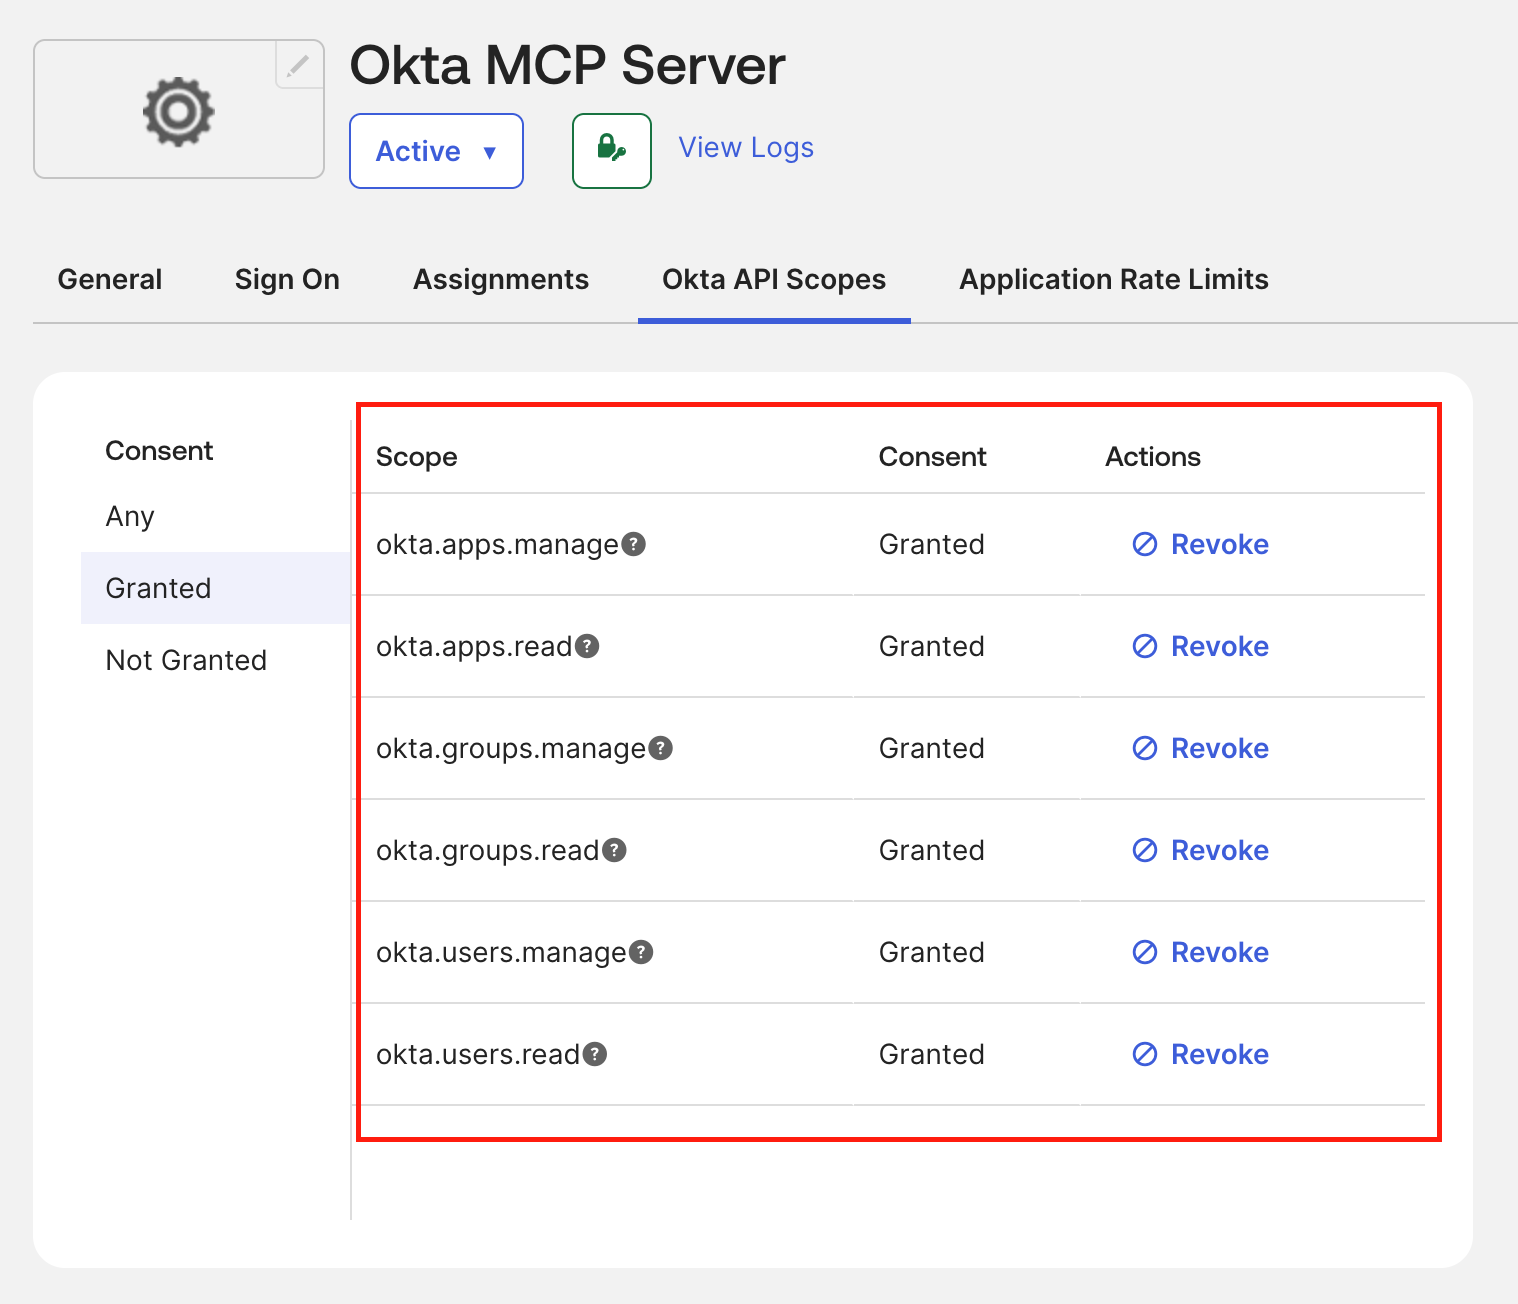 Okta MCP Server
Active ▼
View Logs
General Sign On Assignments Okta API Scopes Application Rate Limits
Consent
Any
Granted
Not Granted
Scope Consent Actions
okta.apps.manage ? Granted Revoke
okta.apps.read ? Granted Revoke
okta.groups.manage ? Granted Revoke
okta.groups.read ? Granted Revoke
okta.users.manage ? Granted Revoke
okta.users.read ? Granted Revoke